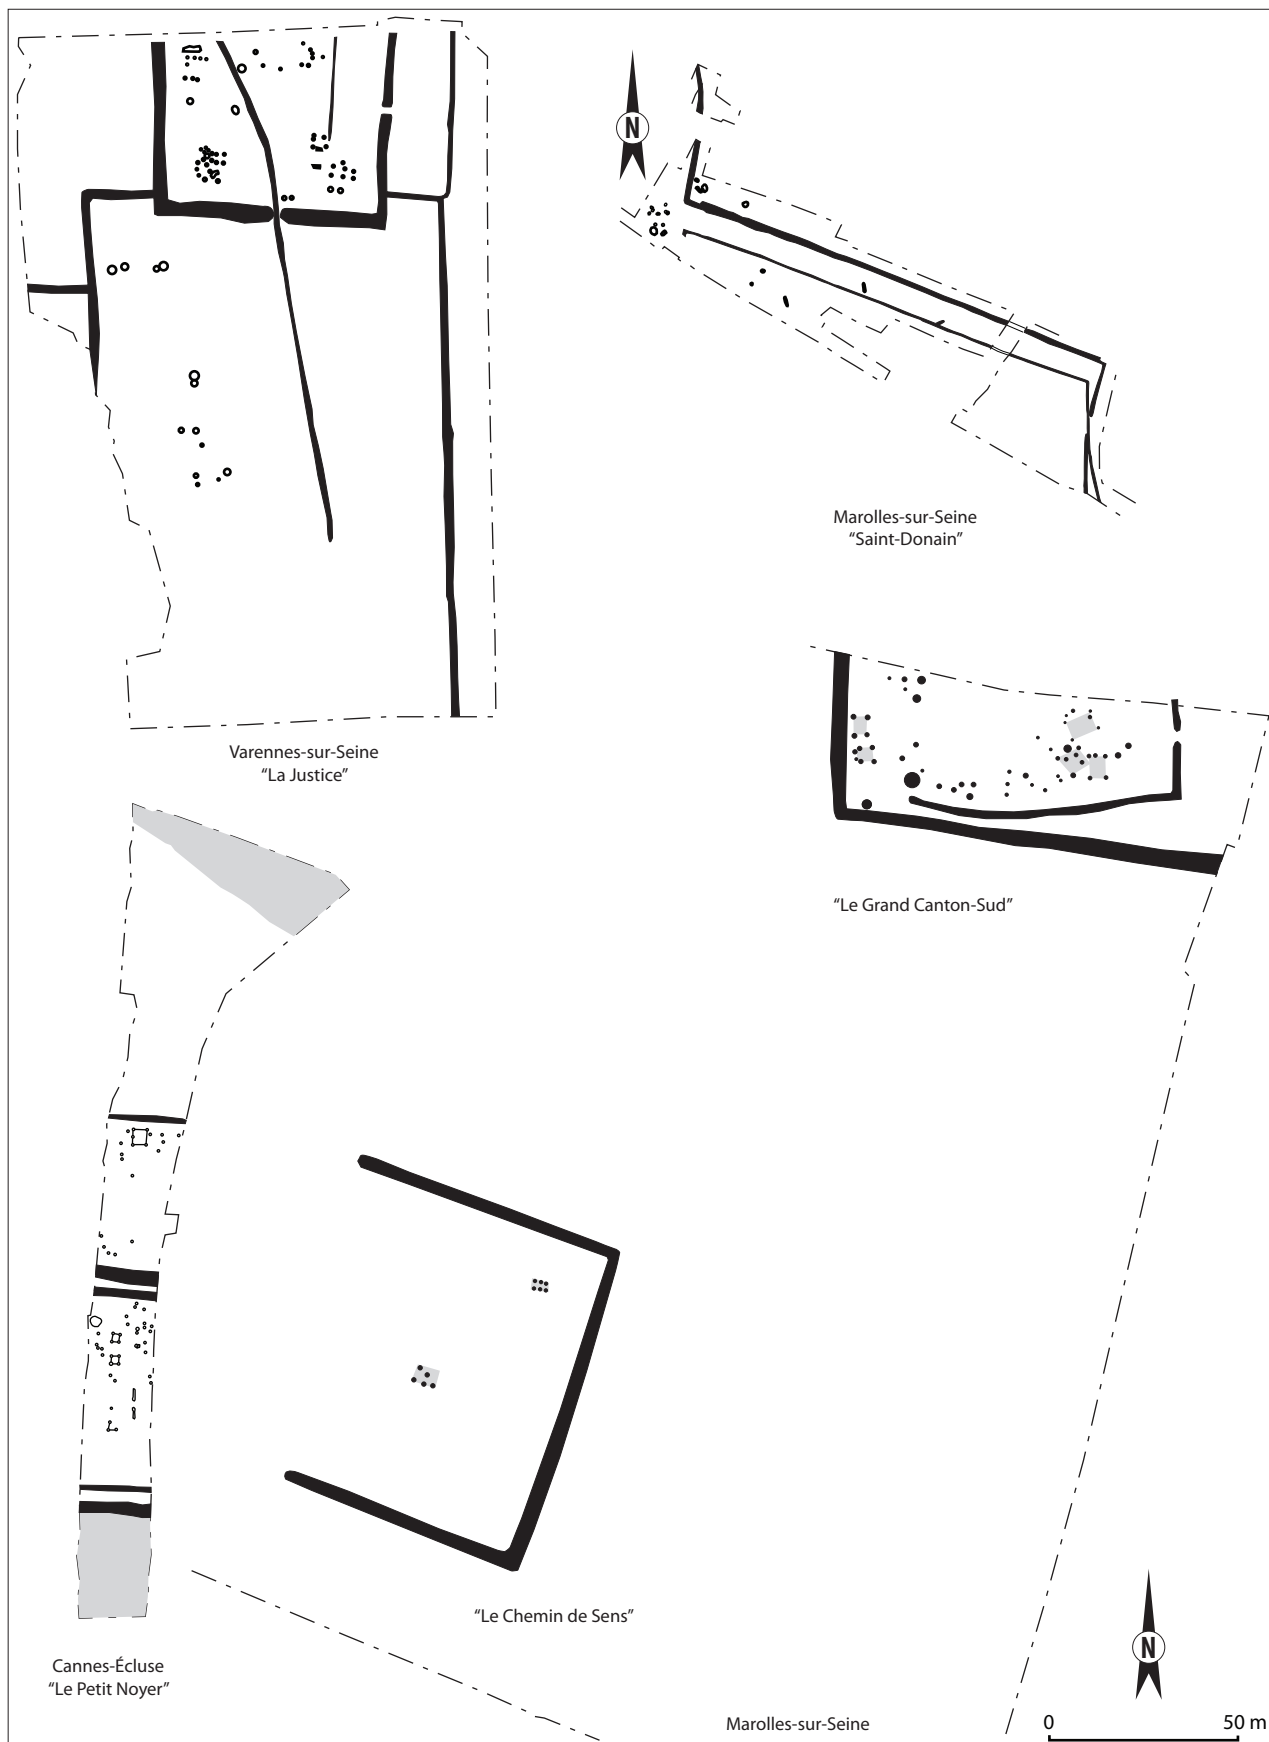 N
Marolles-sur-Seine
“Saint-Donain”
Varennes-sur-Seine
“La Justice”
“Le Grand Canton-Sud”
“Le Chemin de Sens”
Cannes-Écluse
“Le Petit Noyer”
N
Marolles-sur-Seine
0 50 m